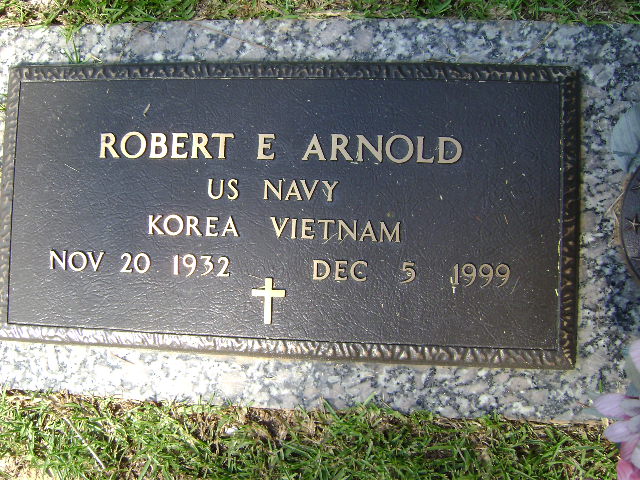 ROBERT E ARNOLD
US NAVY
KOREA VIETNAM
NOV 20 1932 DEC 5 1999